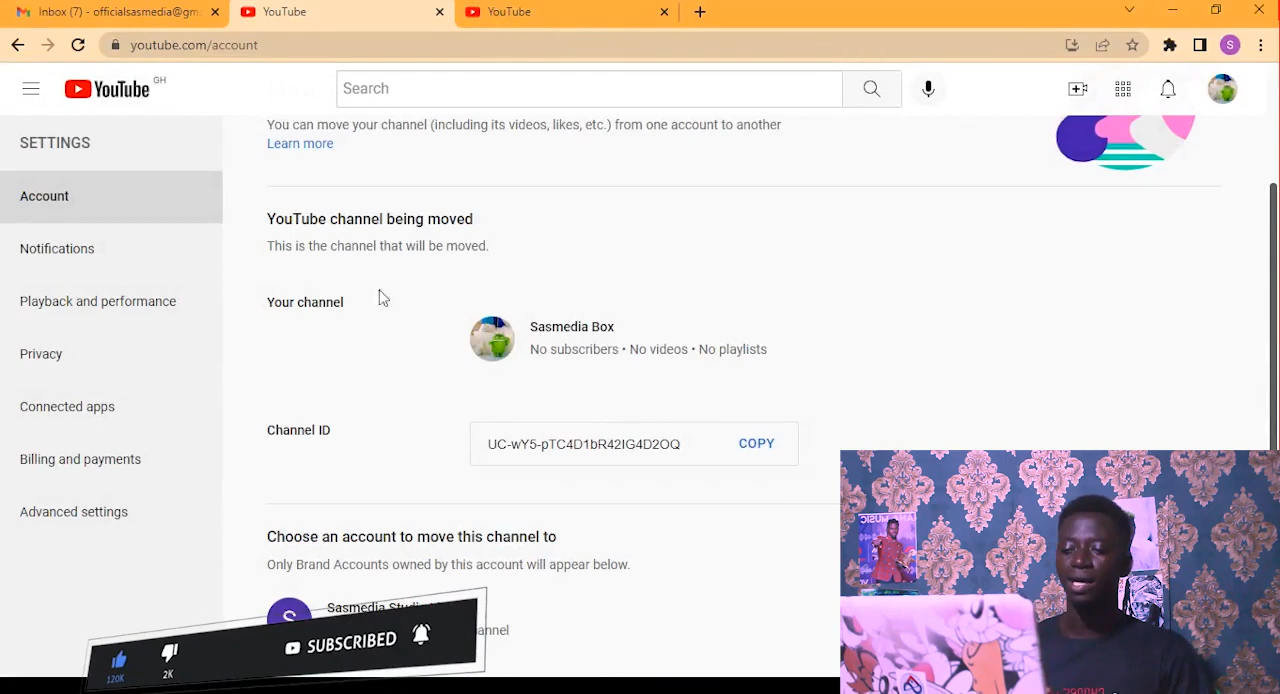 Inbox (7) - officialsasmedia@gm
YouTube
YouTube
youtube.com/account
YouTube GH
Search
S
SETTINGS
Account
Notifications
Playback and performance
Privacy
Connected apps
Billing and payments
Advanced settings
You can move your channel (including its videos, likes, etc.) from one account to another
Learn more
YouTube channel being moved
This is the channel that will be moved.
Your channel
Sasmedia Box
No subscribers • No videos • No playlists
Channel ID
UC-wY5-pTC4D1bR42IG4D2OQ
COPY
Choose an account to move this channel to
Only Brand Accounts owned by this account will appear below.
S
Sasmedia
120K
2K
SUBSCRIBED